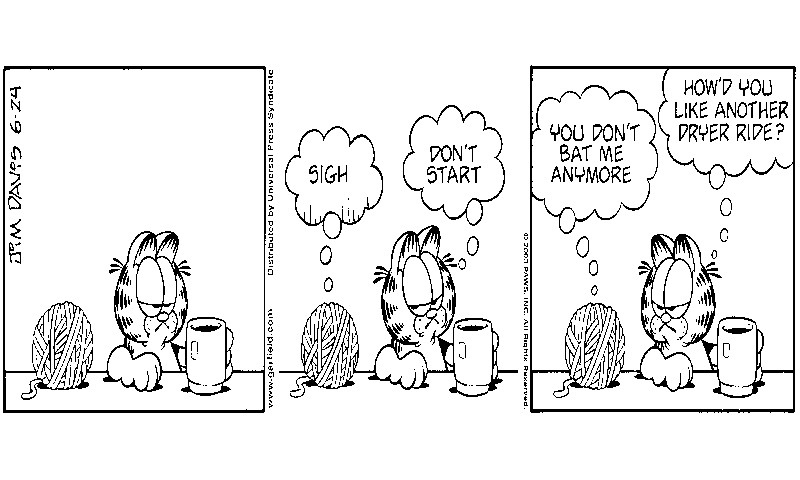 JIM DAVIS 6-24
www.garfield.com
Distributed by Universal Press Syndicate
SIGH
DON'T
START
© 2003 PAWS, INC. All Rights Reserved.
YOU DON'T
BAT ME
ANYMORE
HOW'D YOU
LIKE ANOTHER
DRYER RIDE?